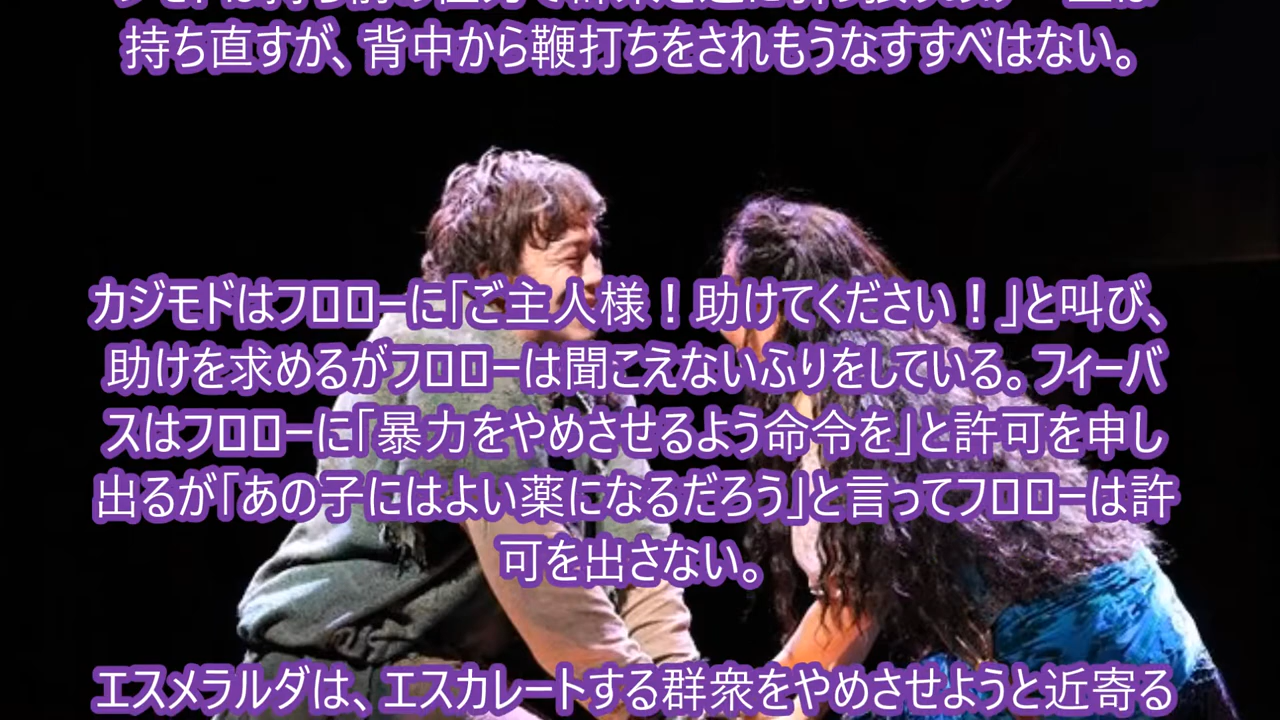 持ち直すが、背中から鞭打ちをされもうなすすべはない。
カジモドはフロローに「ご主人様！助けてください！」と叫び、
助けを求めるがフロローは聞こえないふりをしている。フィーバ
スはフロローに「暴力をやめさせるよう命令を」と許可を申し
出るが「あの子にはよい薬になるだろう」と言ってフロローは許
可を出さない。
エスメラルダは、エスカレートする群衆をやめさせようと近寄る